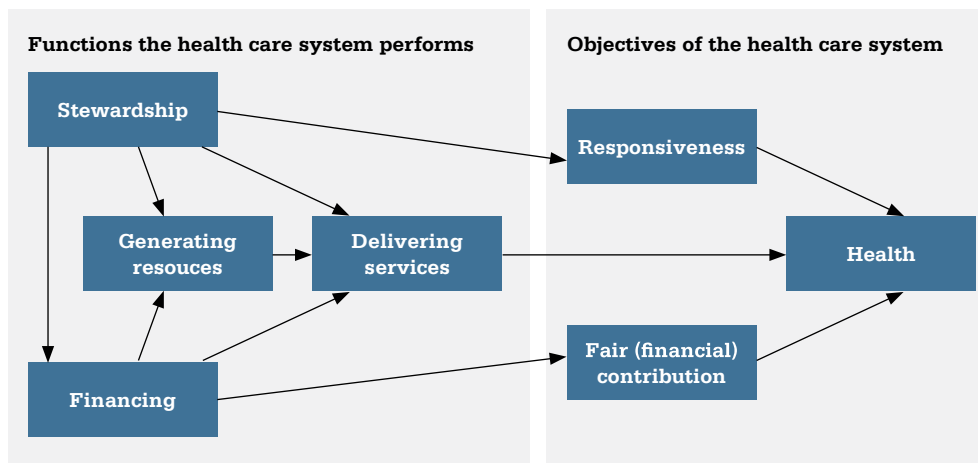 Functions the health care system performs
Objectives of the health care system
Stewardship
Responsiveness
Generating
resouces
Delivering
services
Health
Fair (financial)
contribution
Financing